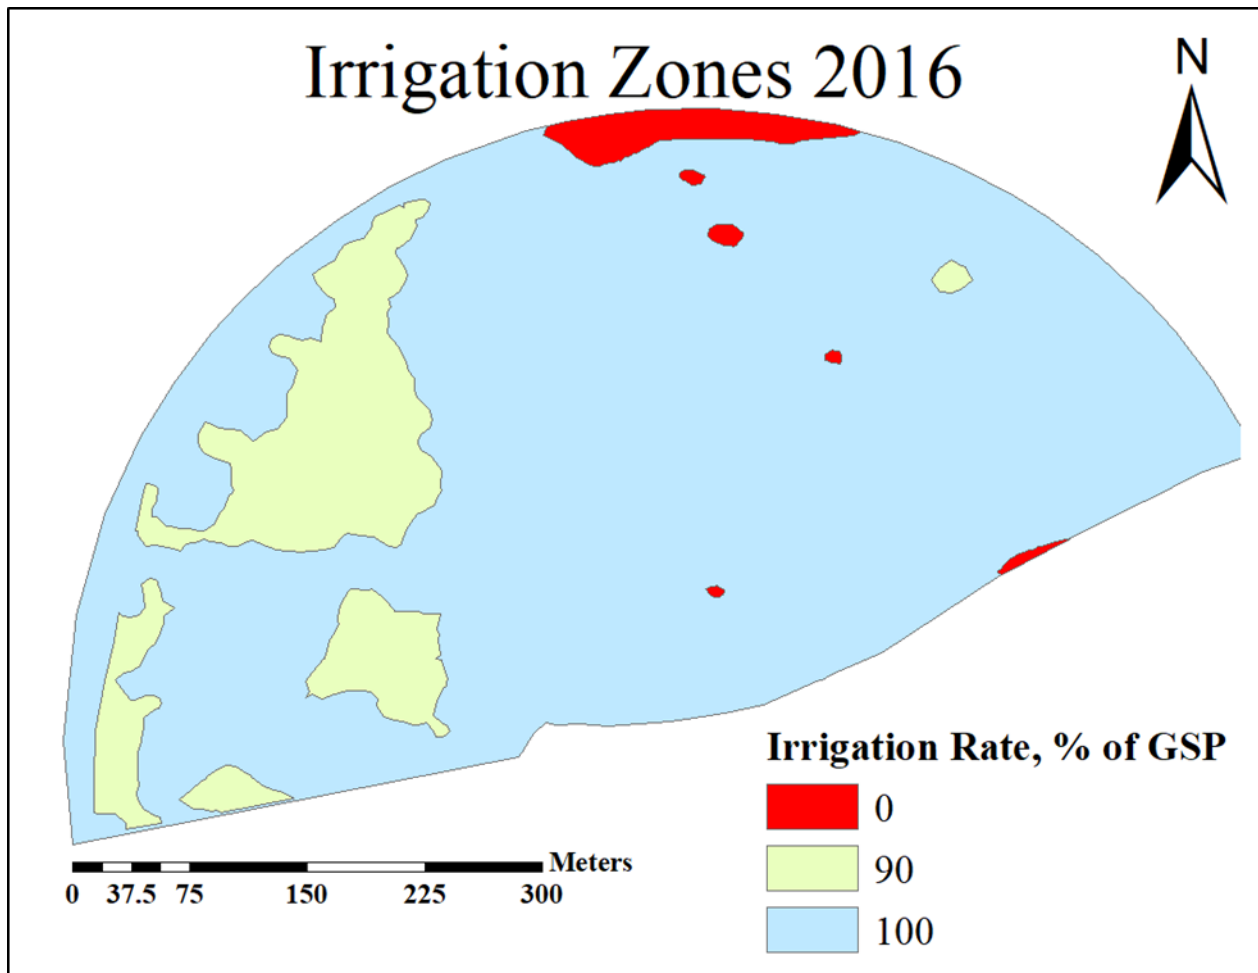 Irrigation Zones 2016
N
Irrigation Rate, % of GSP
0
90
100
Meters
0 37.5 75 150 225 300